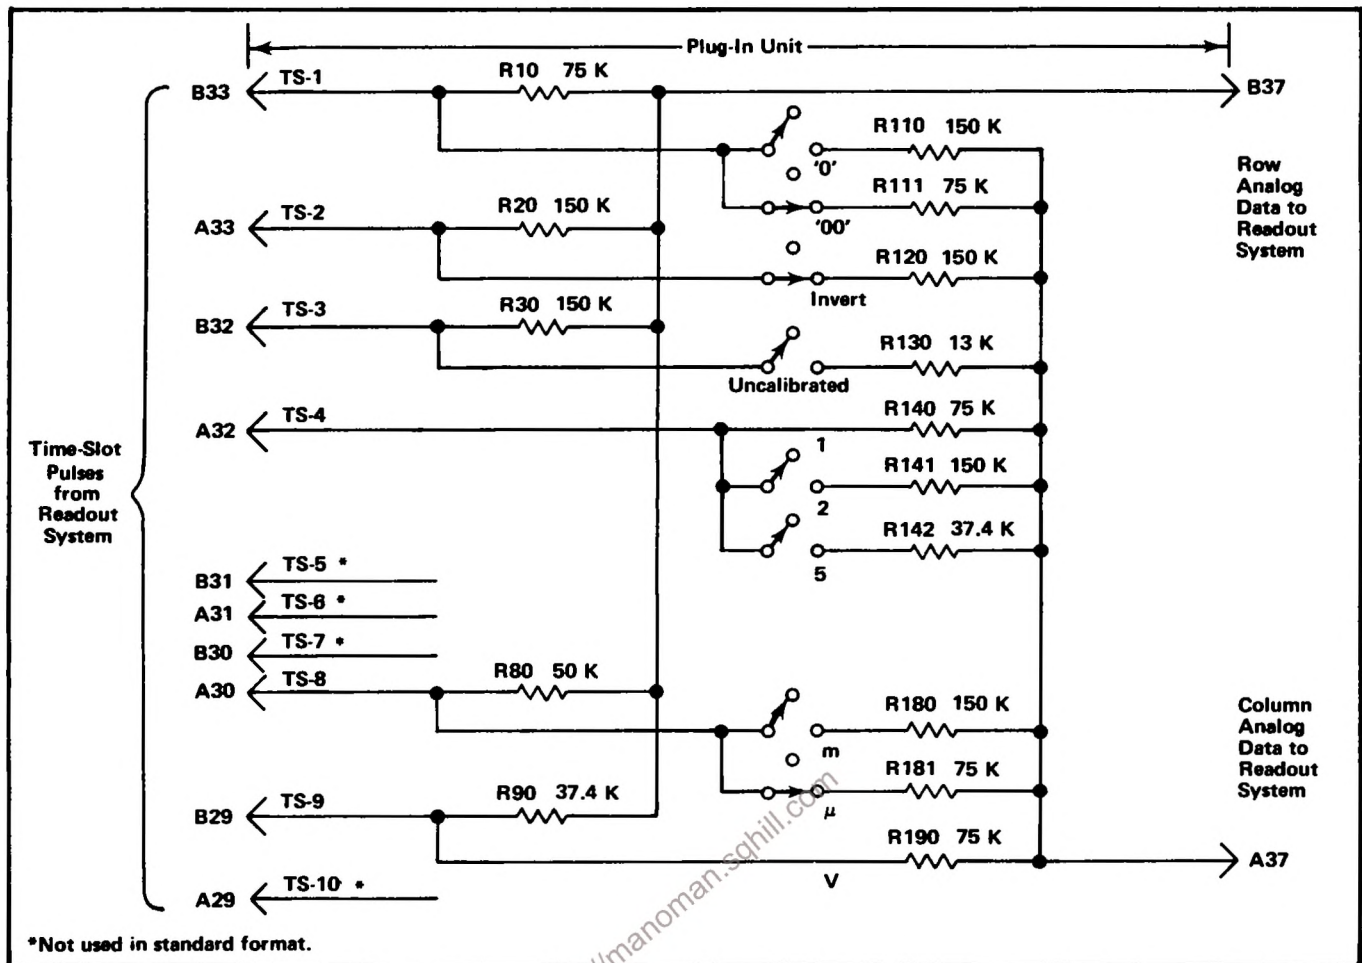 Plug-In Unit
B33 TS-1 R10 75 K B37
R110 150 K
'0'
R111 75 K
'00'
A33 TS-2 R20 150 K
R120 150 K
Invert
B32 TS-3 R30 150 K
R130 13 K
Uncalibrated
A32 TS-4
R140 75 K
1
R141 150 K
2
R142 37.4 K
5
Row
Analog
Data to
Readout
System
Time-Slot
Pulses
from
Readout
System
B31 TS-5 *
A31 TS-6 *
B30 TS-7 *
A30 TS-8 R80 50 K
R180 150 K
m
R181 75 K
μ
B29 TS-9 R90 37.4 K
R190 75 K
V
A37
Column
Analog
Data to
Readout
System
A29 TS-10 *
*Not used in standard format.
//manoman.sqhill.com